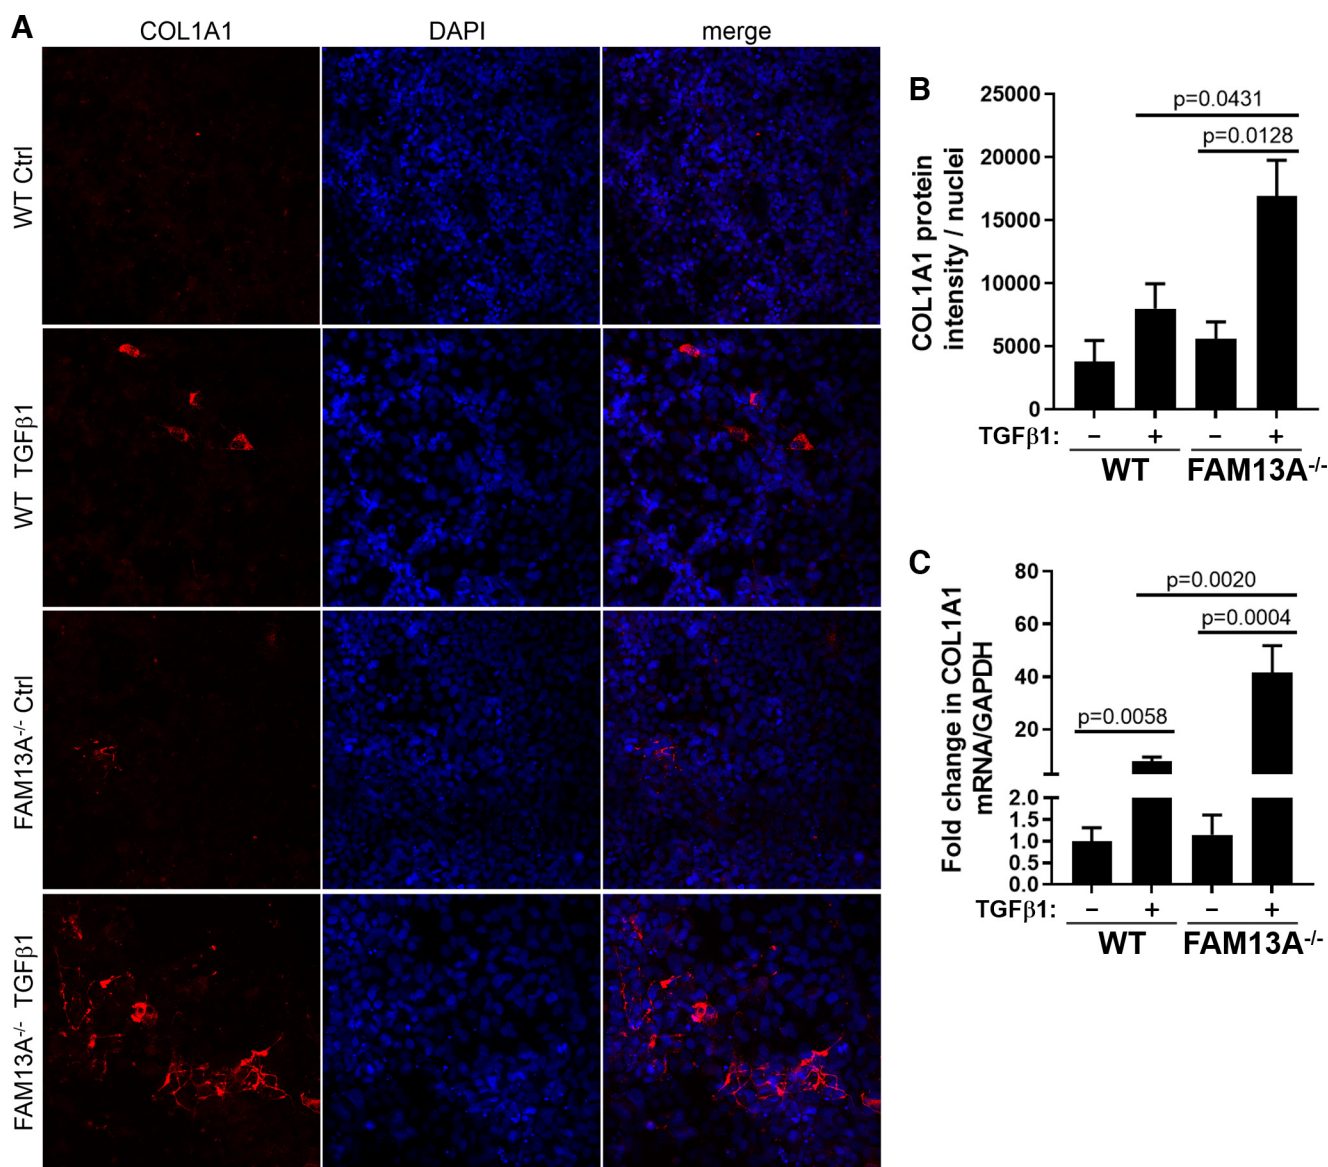 A
COL1A1 DAPI merge
WT Ctrl
WT TGFβ1
FAM13A-/- Ctrl
FAM13A-/- TGFβ1
B
COL1A1 protein
intensity / nuclei
25000
20000
15000
10000
5000
0
p=0.0431
p=0.0128
TGFβ1: – + – +
WT FAM13A-/-
C
Fold change in COL1A1
mRNA/GAPDH
80
60
40
20
2.0
1.5
1.0
0.5
0.0
p=0.0020
p=0.0004
p=0.0058
TGFβ1: – + – +
WT FAM13A-/-